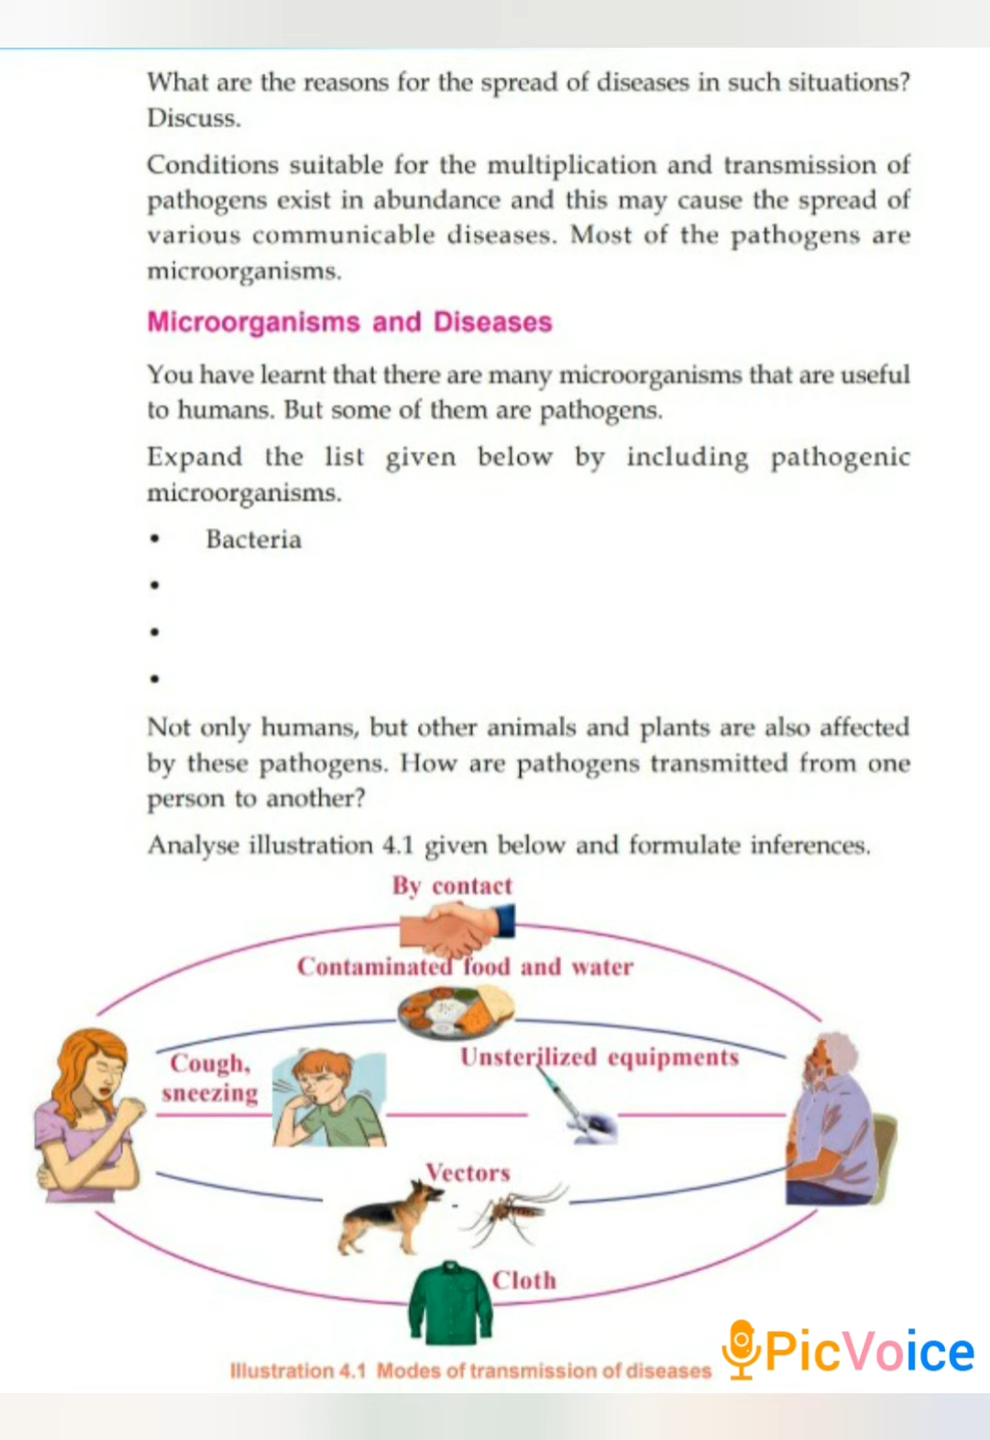 What are the reasons for the spread of diseases in such situations?
Discuss.
Conditions suitable for the multiplication and transmission of
pathogens exist in abundance and this may cause the spread of
various communicable diseases. Most of the pathogens are
microorganisms.
Microorganisms and Diseases
You have learnt that there are many microorganisms that are useful
to humans. But some of them are pathogens.
Expand the list given below by including pathogenic
microorganisms.
• Bacteria
•
•
•
Not only humans, but other animals and plants are also affected
by these pathogens. How are pathogens transmitted from one
person to another?
Analyse illustration 4.1 given below and formulate inferences.
By contact
Contaminated food and water
Cough,
sneezing
Unsterilized equipments
Vectors
Cloth
Illustration 4.1 Modes of transmission of diseases
PicVoice